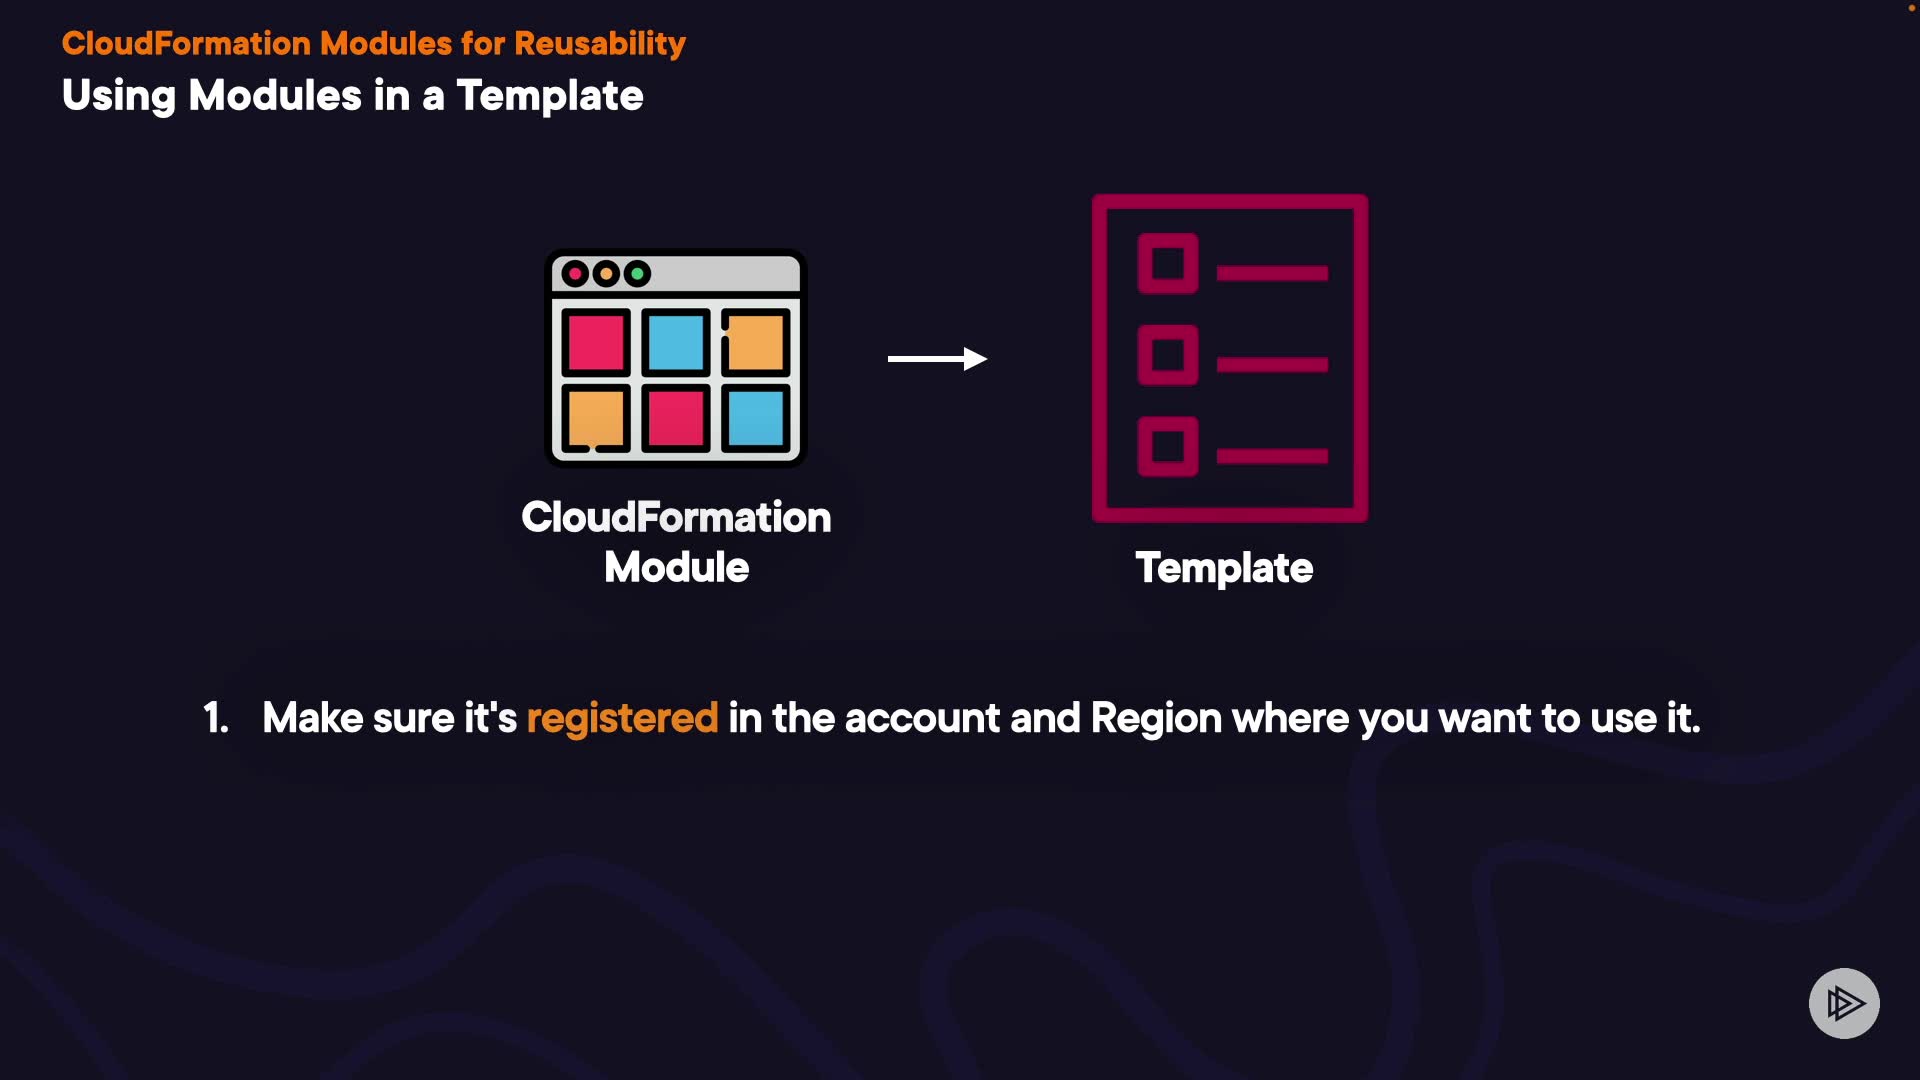 CloudFormation Modules for Reusability
Using Modules in a Template
CloudFormation
Module
Template
1. Make sure it's registered in the account and Region where you want to use it.